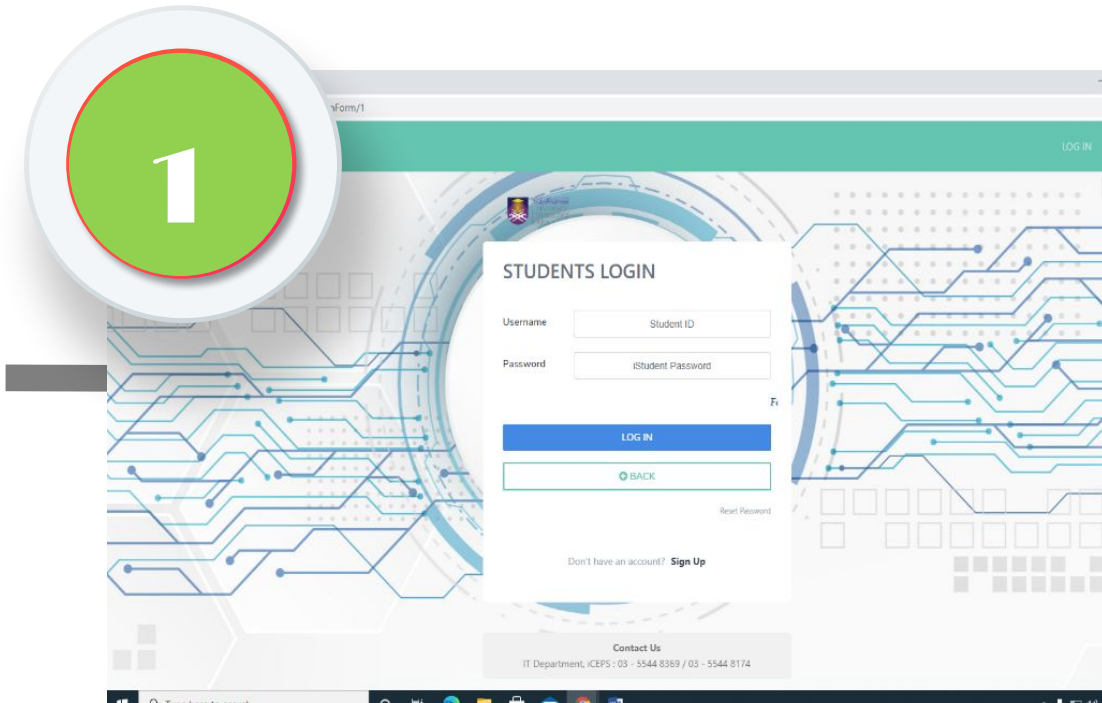 1
nForm/1
LOG IN
STUDENTS LOGIN
Username
Student ID
Password
iStudent Password
LOG IN
BACK
Reset Password
Don't have an account? Sign Up
Contact Us
IT Department, iCEPS : 03 - 5544 8369 / 03 - 5544 8174